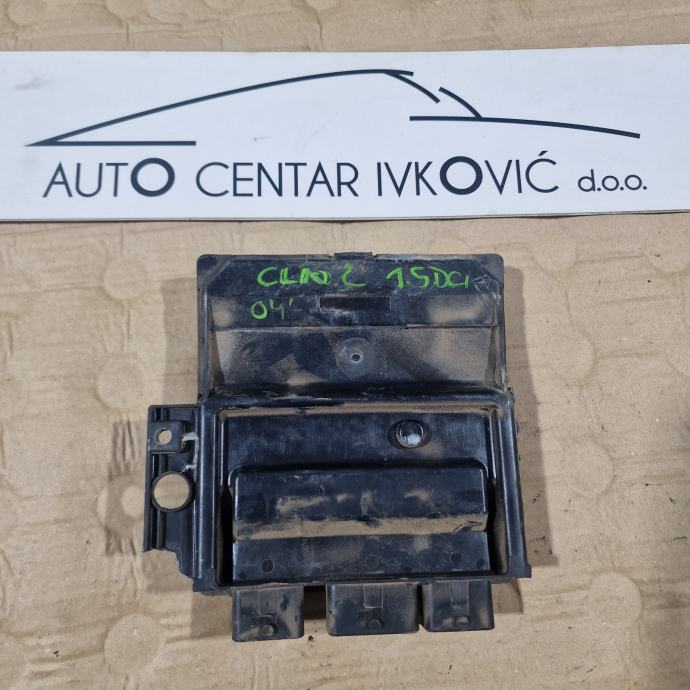 AUTO CENTAR IVKOVIĆ d.o.o.
CLIO 2 1.5DCI
04'